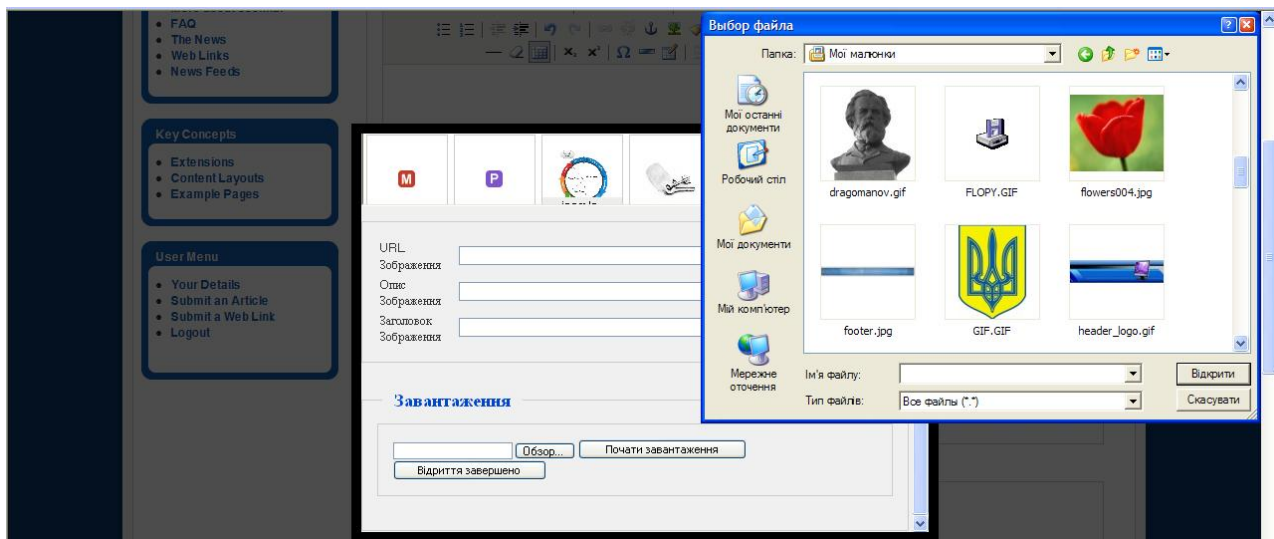 FAQ
The News
Web Links
News Feeds
Key Concepts
Extensions
Content Layouts
Example Pages
User Menu
Your Details
Submit an Article
Submit a Web Link
Logout
M
P
URL
Зображення
Опис
Зображення
Заголовок
Зображення
Завантаження
Обзор...
Почати завантаження
Відриття завершено
Выбор файла
Папка:
Мої малюнки
Мої останні
документи
Робочий стіл
Мої документи
Мій комп'ютер
Мережне
оточення
dragomanov.gif
FLOPY.GIF
flowers004.jpg
footer.jpg
GIF.GIF
header_logo.gif
Ім'я файлу:
Відкрити
Тип файлів:
Все файлы (*.*)
Скасувати